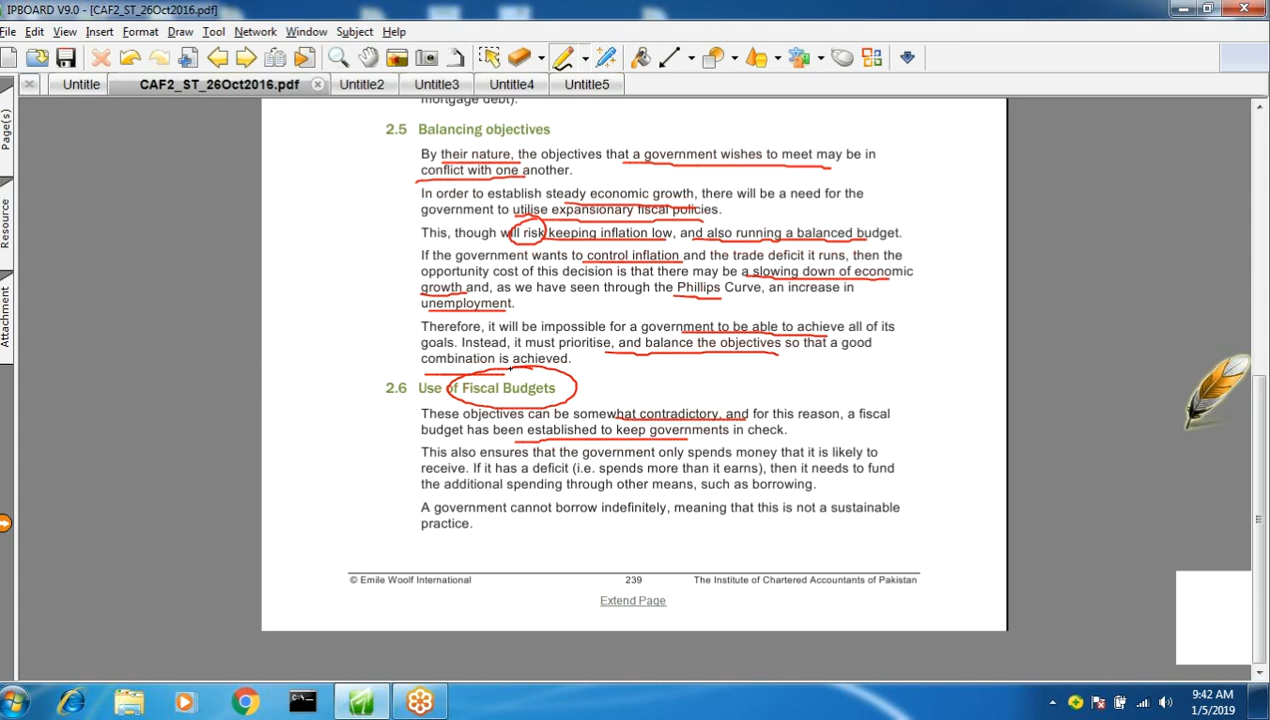 IPBOARD V9.0 - [CAF2_ST_26Oct2016.pdf]
File Edit View Insert Format Draw Tool Network Window Subject Help
Untitle CAF2_ST_26Oct2016.pdf Untitle2 Untitle3 Untitle4 Untitle5
Page(s)
Resource
Attachment
mortgage debt).
2.5 Balancing objectives
By their nature, the objectives that a government wishes to meet may be in
conflict with one another.
In order to establish steady economic growth, there will be a need for the
government to utilise expansionary fiscal policies.
This, though will risk keeping inflation low, and also running a balanced budget.
If the government wants to control inflation and the trade deficit it runs, then the
opportunity cost of this decision is that there may be a slowing down of economic
growth and, as we have seen through the Phillips Curve, an increase in
unemployment.
Therefore, it will be impossible for a government to be able to achieve all of its
goals. Instead, it must prioritise, and balance the objectives so that a good
combination is achieved.
2.6 Use of Fiscal Budgets
These objectives can be somewhat contradictory, and for this reason, a fiscal
budget has been established to keep governments in check.
This also ensures that the government only spends money that it is likely to
receive. If it has a deficit (i.e. spends more than it earns), then it needs to fund
the additional spending through other means, such as borrowing.
A government cannot borrow indefinitely, meaning that this is not a sustainable
practice.
© Emile Woolf International 239 The Institute of Chartered Accountants of Pakistan
Extend Page
9:42 AM
1/5/2019